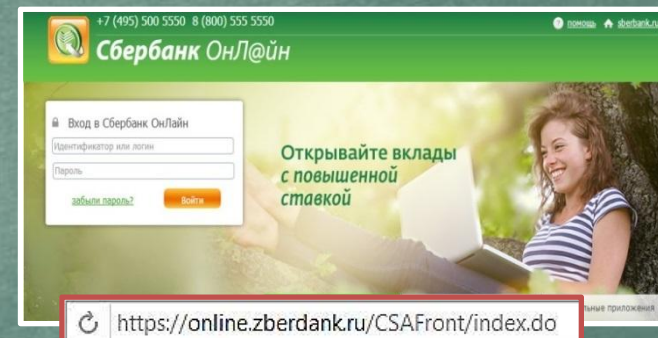 +7 (495) 500 5550 8 (800) 555 5550
помощь sberbank.ru
Сбербанк ОнЛ@йн
Вход в Сбербанк ОнЛайн
Идентификатор или логин
Пароль
забыли пароль?
Войти
Открывайте вклады
с повышенной
ставкой
приложения
https://online.zberdank.ru/CSAFront/index.do